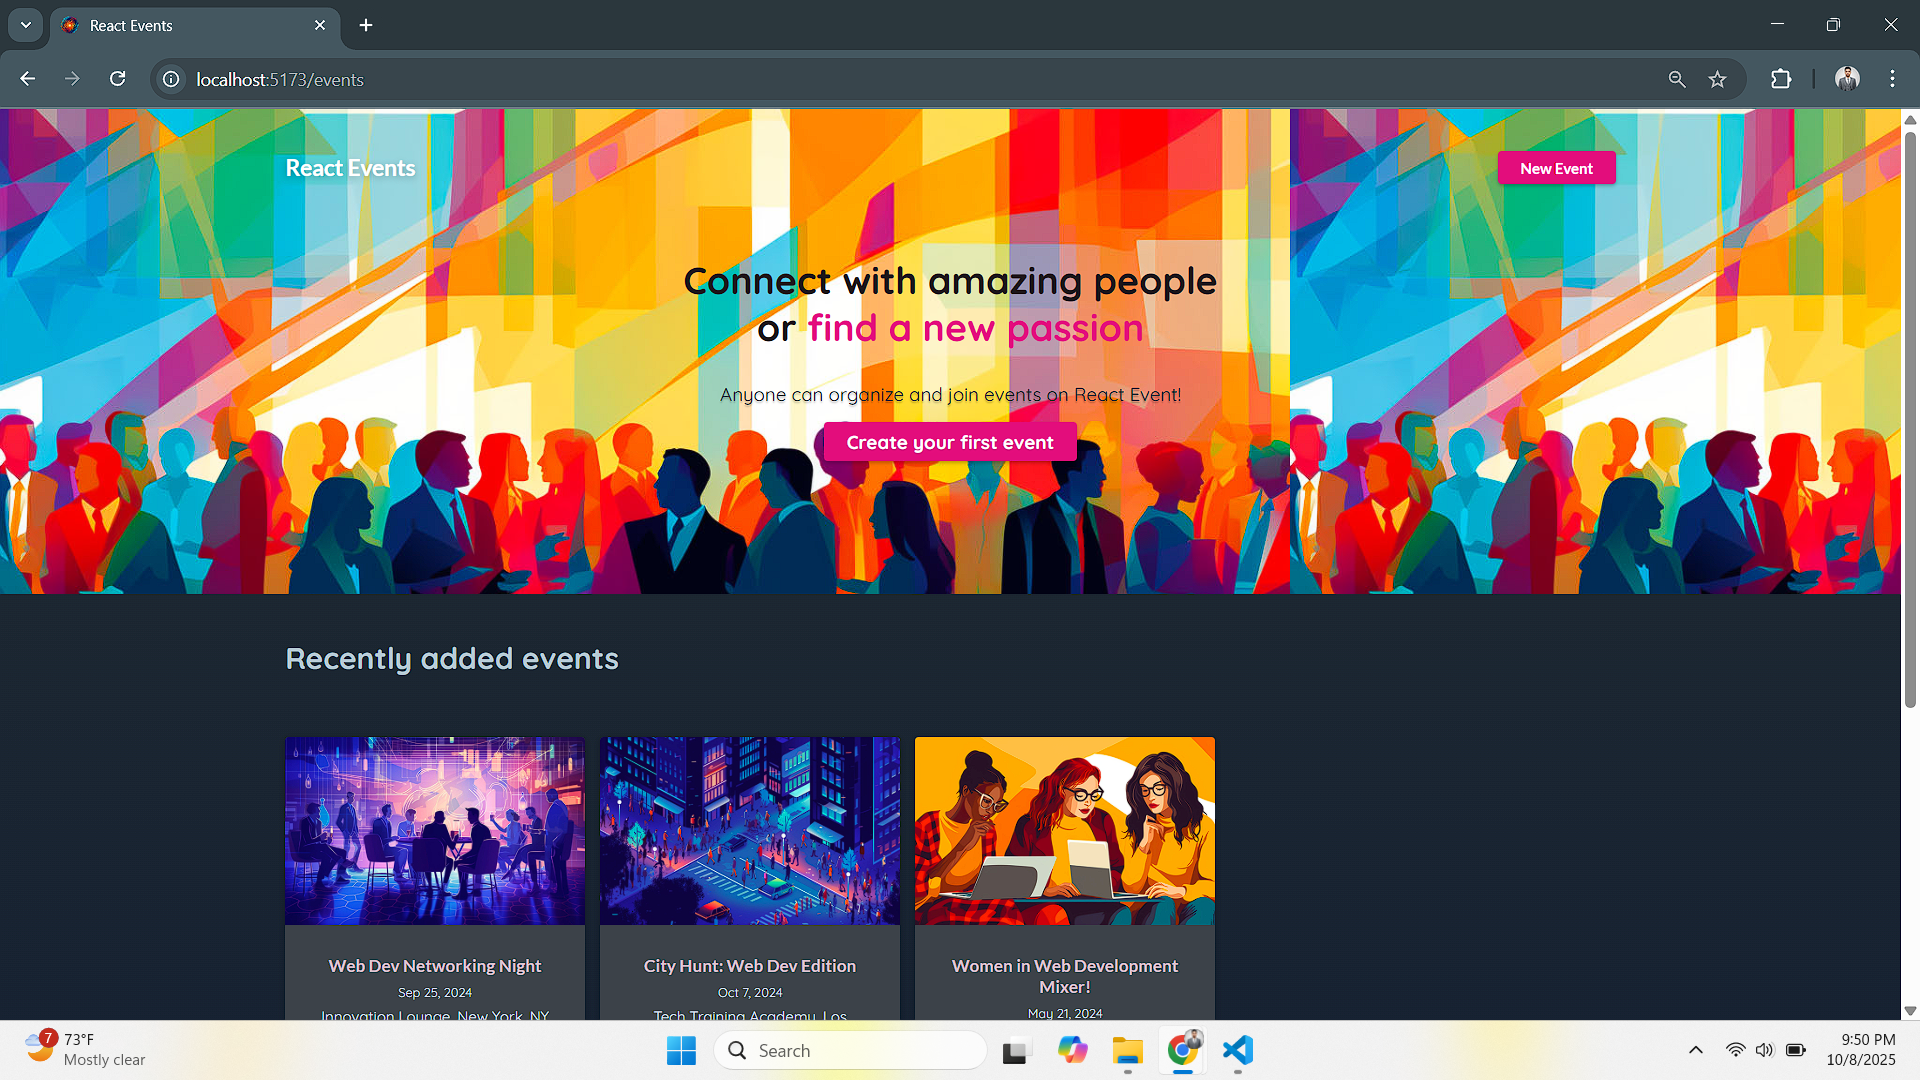 React Events
localhost:5173/events
React Events
New Event
Connect with amazing people
or find a new passion
Anyone can organize and join events on React Event!
Create your first event
Recently added events
Web Dev Networking Night
Sep 25, 2024
Innovation Lounge, New York, NY
City Hunt: Web Dev Edition
Oct 7, 2024
Tech Training Academy, Los
Women in Web Development
Mixer!
May 21, 2024
7
73°F
Mostly clear
Search
9:50 PM
10/8/2025